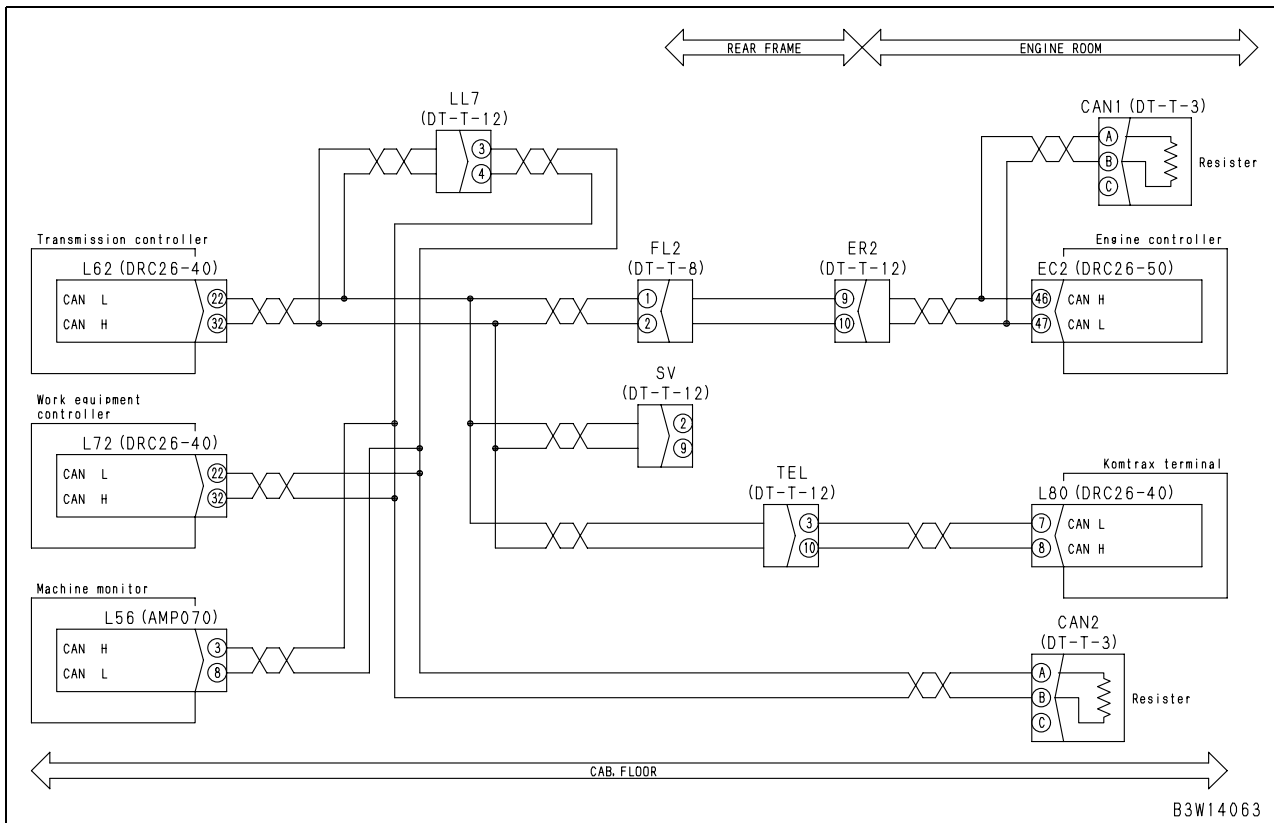 REAR FRAME
ENGINE ROOM
LL7
(DT-T-12)
3
4
CAN1 (DT-T-3)
A
B
C
Resister
Transmission controller
L62 (DRC26-40)
CAN L
22
CAN H
32
FL2
(DT-T-8)
1
2
ER2
(DT-T-12)
9
10
Engine controller
EC2 (DRC26-50)
46
CAN H
47
CAN L
SV
(DT-T-12)
2
9
Work equipment
controller
L72 (DRC26-40)
CAN L
22
CAN H
32
TEL
(DT-T-12)
3
10
Komtrax terminal
L80 (DRC26-40)
7
CAN L
8
CAN H
Machine monitor
L56 (AMP070)
CAN H
3
CAN L
8
CAN2
(DT-T-3)
A
B
C
Resister
CAB. FLOOR
B3W14063